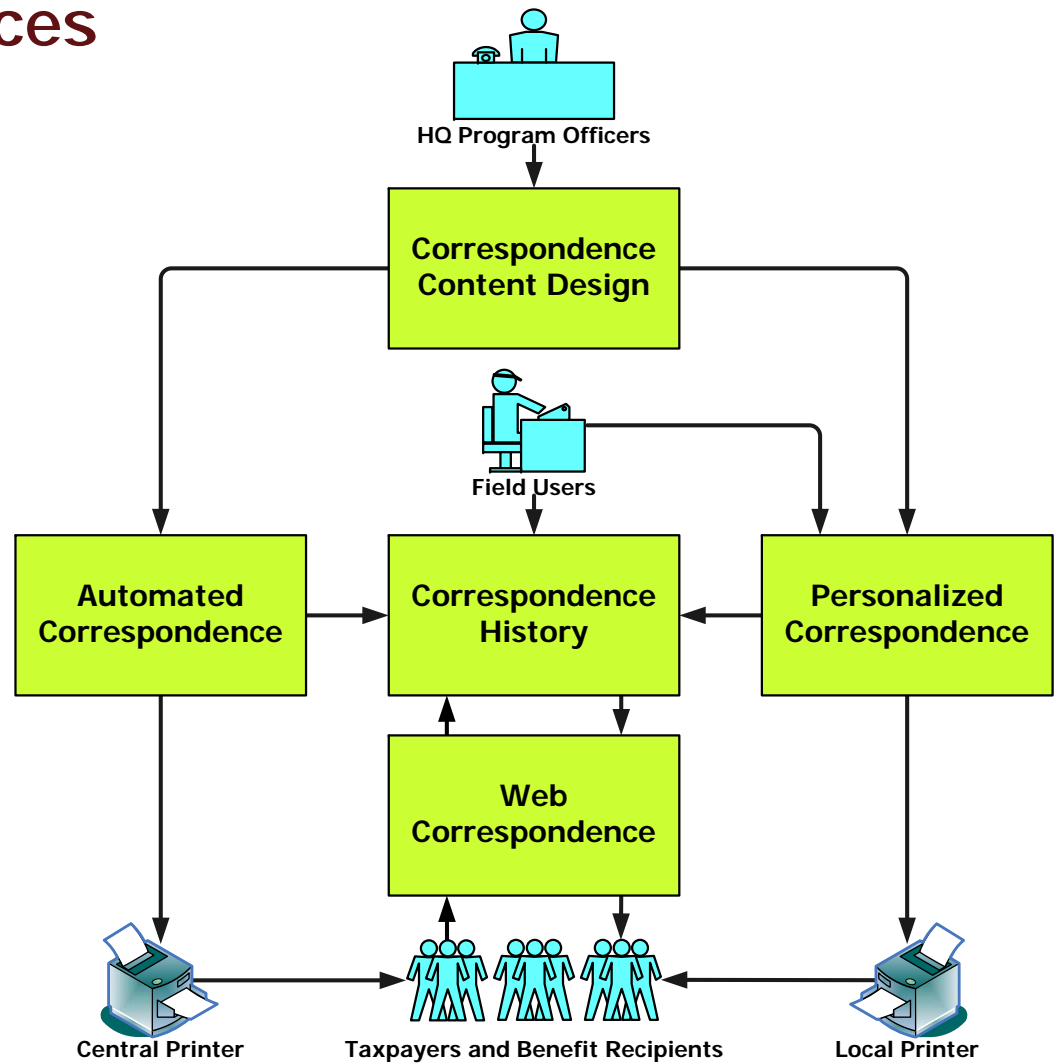 ces
HQ Program Officers
Correspondence
Content Design
Field Users
Automated
Correspondence
Correspondence
History
Personalized
Correspondence
Web
Correspondence
Central Printer
Taxpayers and Benefit Recipients
Local Printer